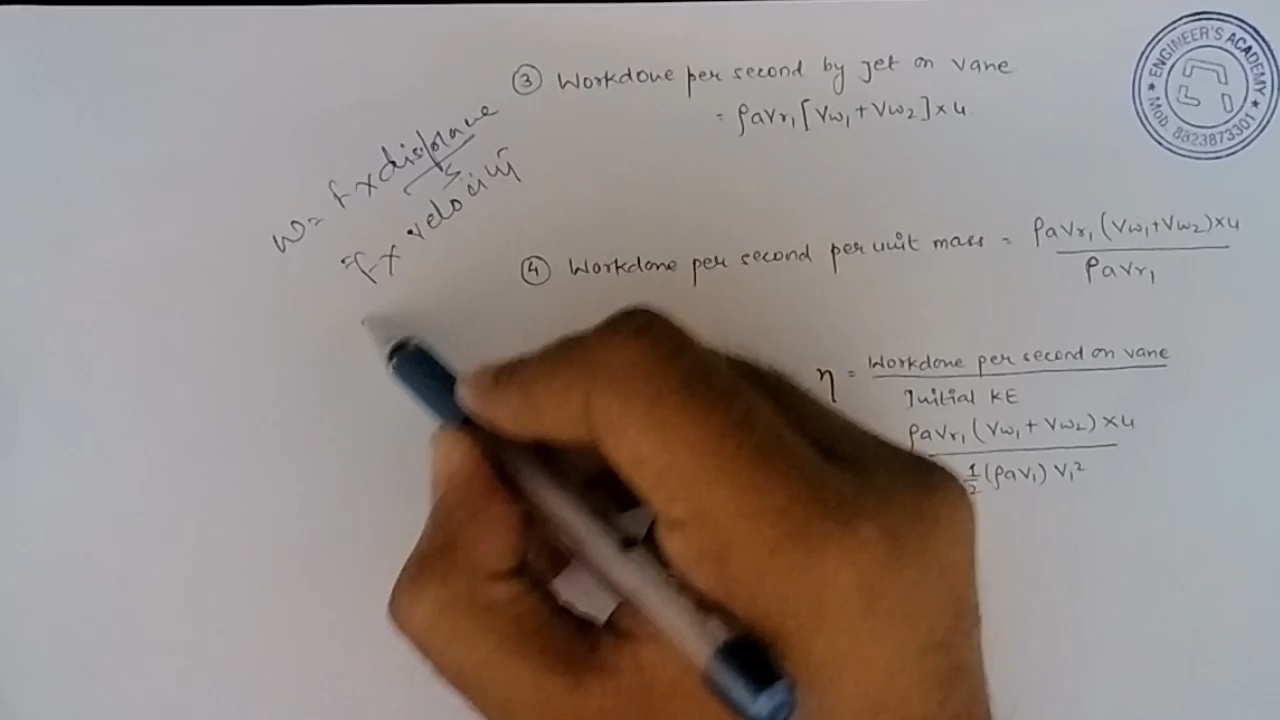 ③ Workdone per second by jet on vane
= ρaVr₁[Vw₁+Vw₂]×u
W= F × displace
s
=F× velocity
④ Workdone per second per unit mass = ρaVr₁(Vw₁+Vw₂)×u
ρaVr₁
η = Workdone per second on vane
Initial KE
ρaVr₁(Vw₁+Vw₂)×u
½(ρaV₁)V₁²
★ ENGINEER'S ACADEMY ★
Mob. 8823873301